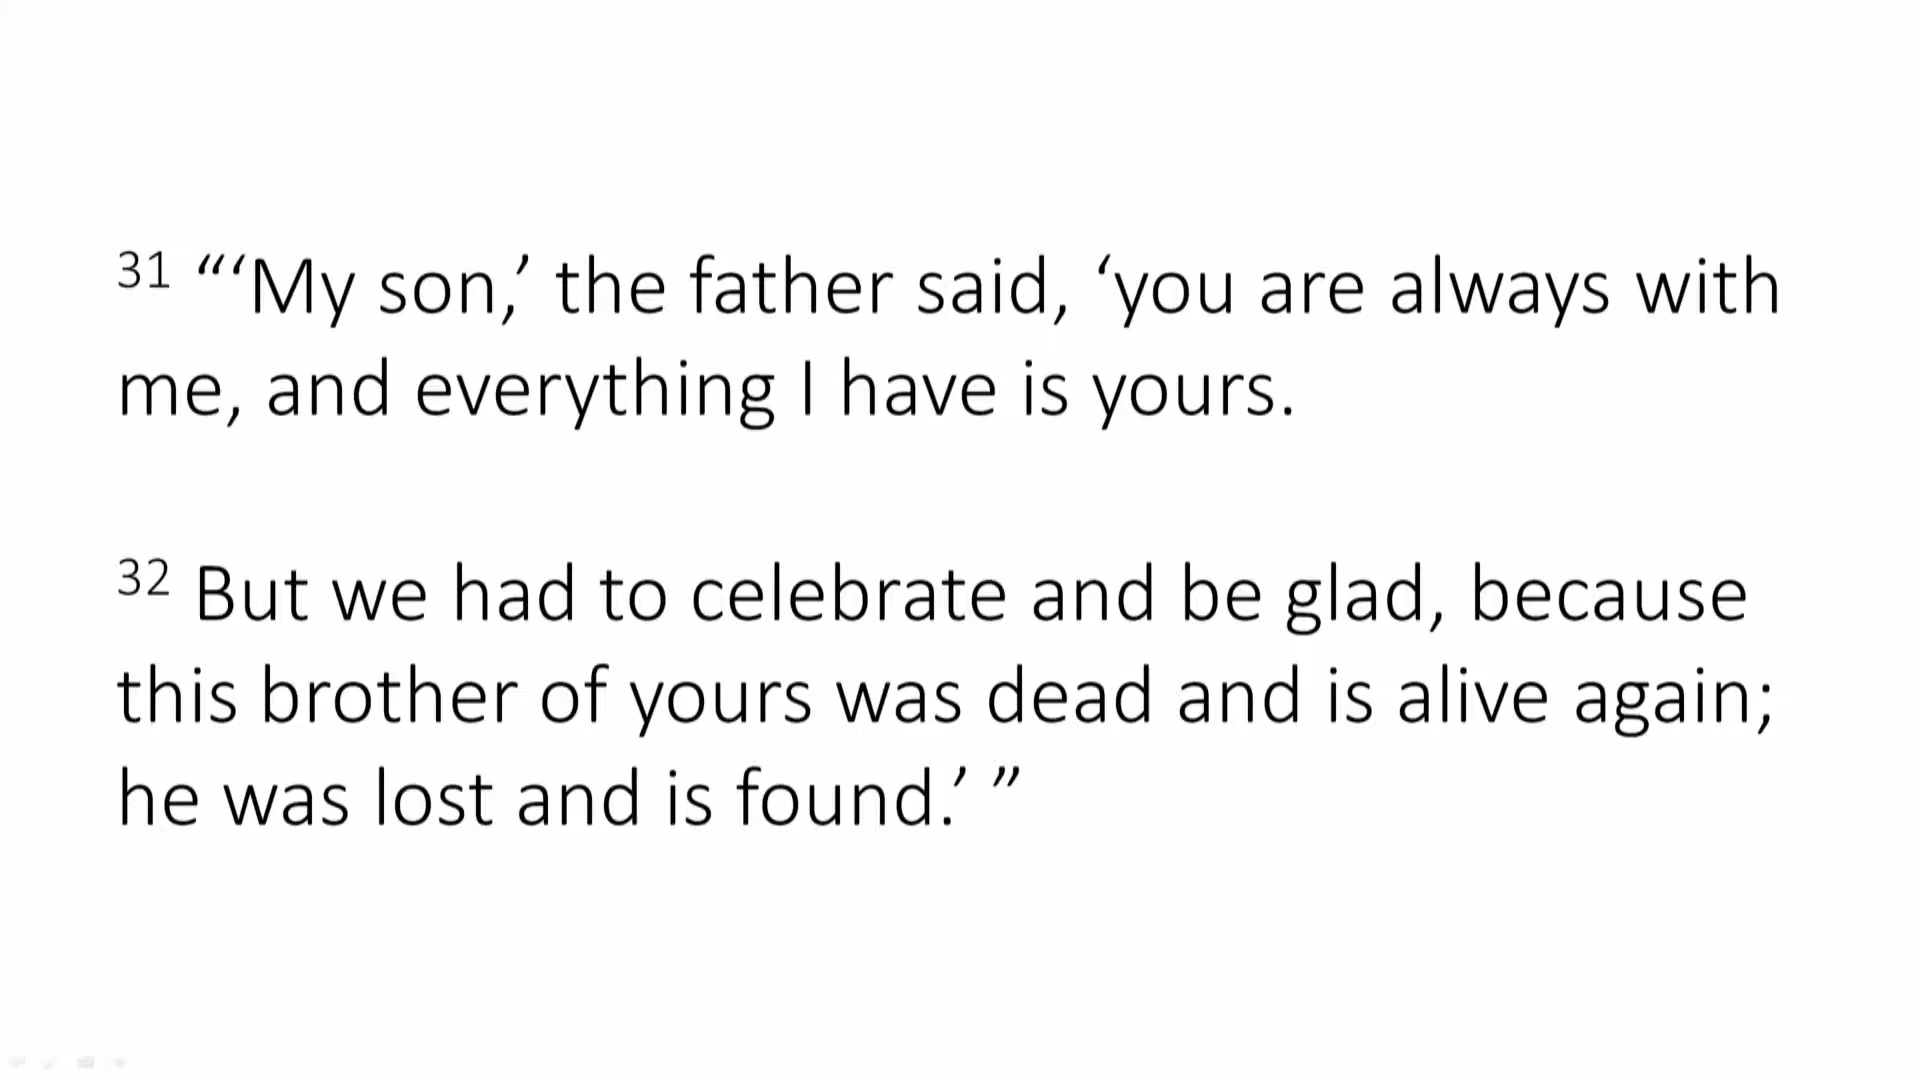 31 “‘My son,’ the father said, ‘you are always with
me, and everything I have is yours.
32 But we had to celebrate and be glad, because
this brother of yours was dead and is alive again;
he was lost and is found.’ ”